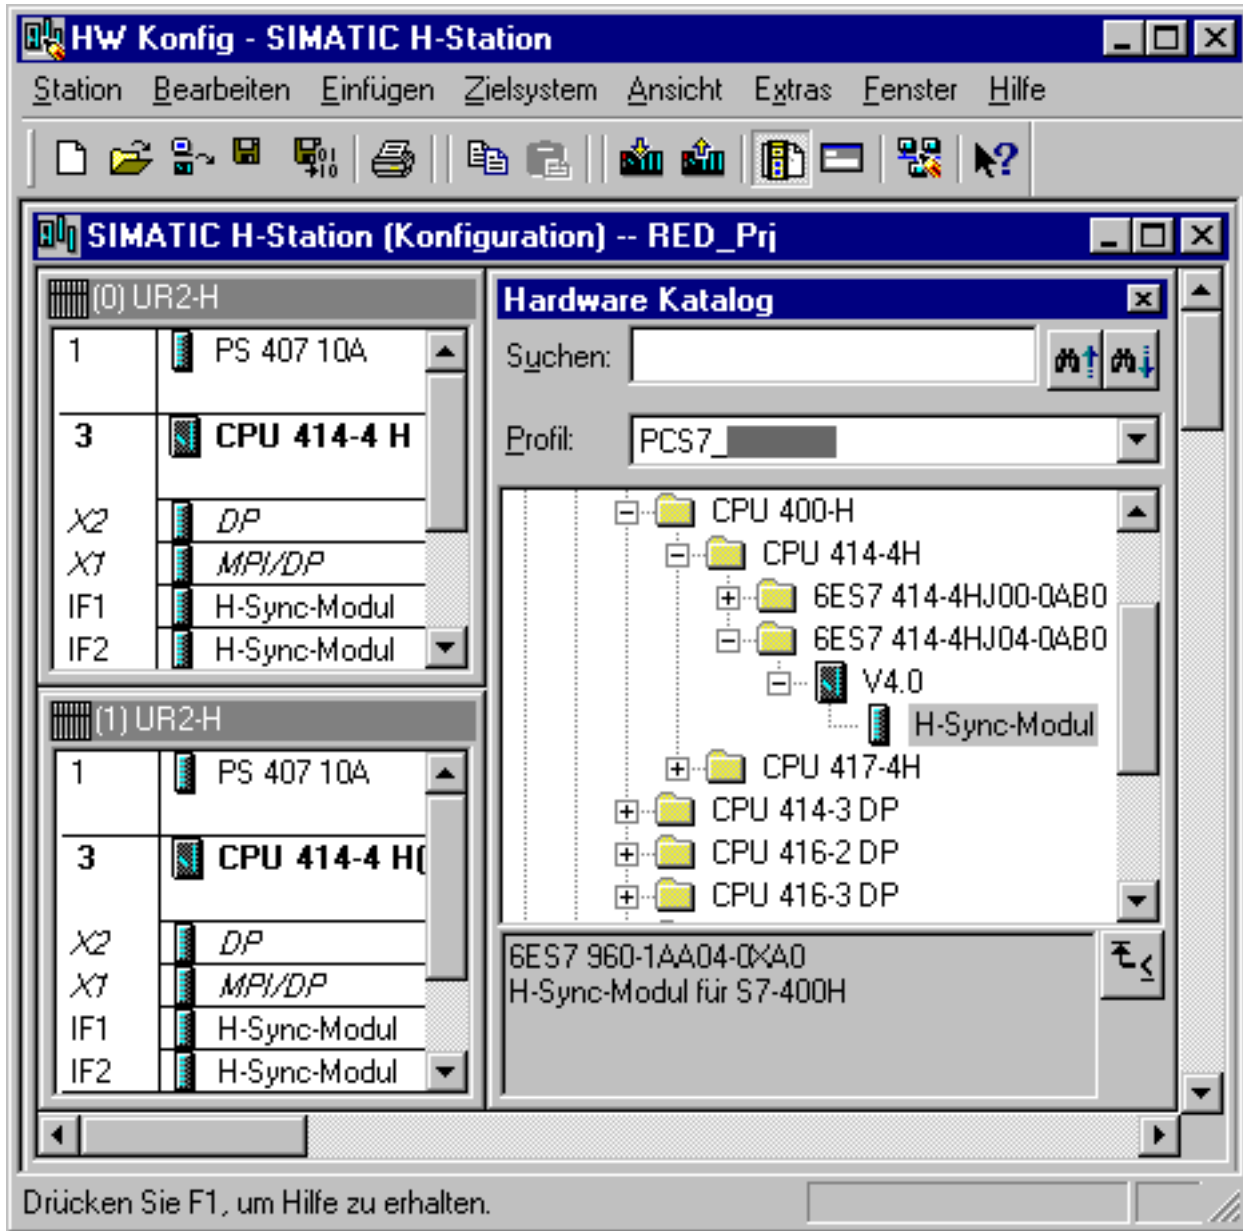 HW Konfig - SIMATIC H-Station
Station Bearbeiten Einfügen Zielsystem Ansicht Extras Fenster Hilfe
SIMATIC H-Station (Konfiguration) -- RED_Prj
(0) UR2-H
1 PS 407 10A
3 CPU 414-4 H
X2 DP
X1 MPI/DP
IF1 H-Sync-Modul
IF2 H-Sync-Modul
(1) UR2-H
1 PS 407 10A
3 CPU 414-4 H(
X2 DP
X1 MPI/DP
IF1 H-Sync-Modul
IF2 H-Sync-Modul
Hardware Katalog
Suchen:
Profil: PCS7_
CPU 400-H
CPU 414-4H
6ES7 414-4HJ00-0AB0
6ES7 414-4HJ04-0AB0
V4.0
H-Sync-Modul
CPU 417-4H
CPU 414-3 DP
CPU 416-2 DP
CPU 416-3 DP
6ES7 960-1AA04-0XA0
H-Sync-Modul für S7-400H
Drücken Sie F1, um Hilfe zu erhalten.